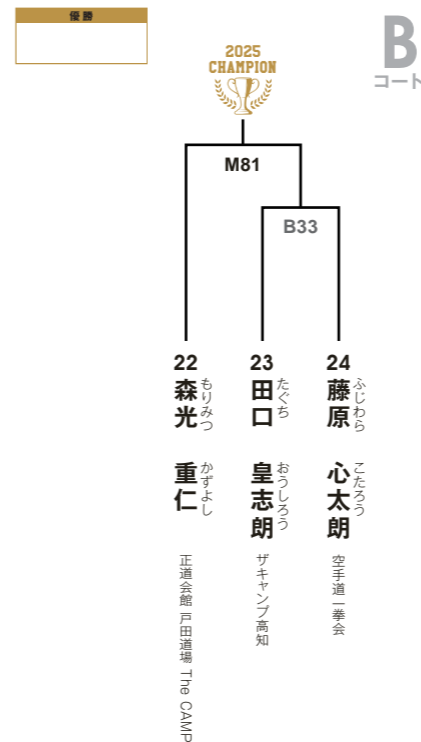 優勝
B
コート
2025
CHAMPION
M81
B33
22
森光 重仁
もりみつ かずよし
正道会館 戸田道場 The CAMP
23
田口 皇志朗
たぐち おうしろう
ザキャンプ高知
24
藤原 心太朗
ふじわら こたろう
空手道一拳会